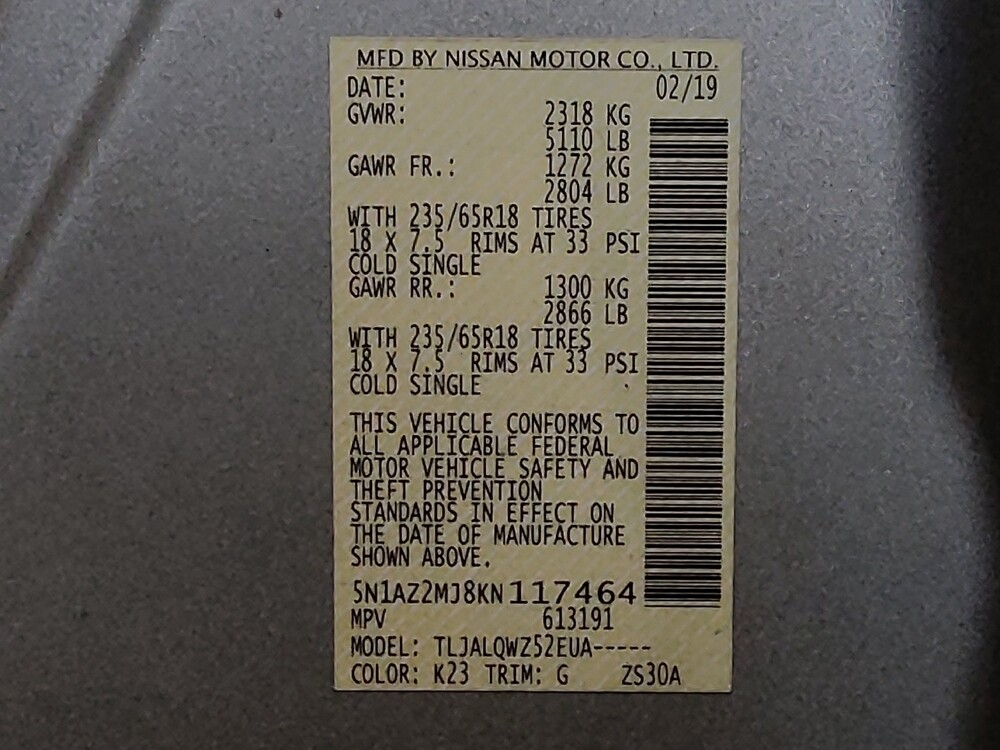 MFD BY NISSAN MOTOR CO., LTD.
DATE: 02/19
GVWR: 2318 KG
5110 LB
GAWR FR.: 1272 KG
2804 LB
WITH 235/65R18 TIRES
18 X 7.5 RIMS AT 33 PSI
COLD SINGLE
GAWR RR.: 1300 KG
2866 LB
WITH 235/65R18 TIRES
18 X 7.5 RIMS AT 33 PSI
COLD SINGLE
THIS VEHICLE CONFORMS TO
ALL APPLICABLE FEDERAL
MOTOR VEHICLE SAFETY AND
THEFT PREVENTION
STANDARDS IN EFFECT ON
THE DATE OF MANUFACTURE
SHOWN ABOVE.
5N1AZ2MJ8KN117464
MPV 613191
MODEL: TLJALQWZ52EUA-----
COLOR: K23 TRIM: G ZS30A